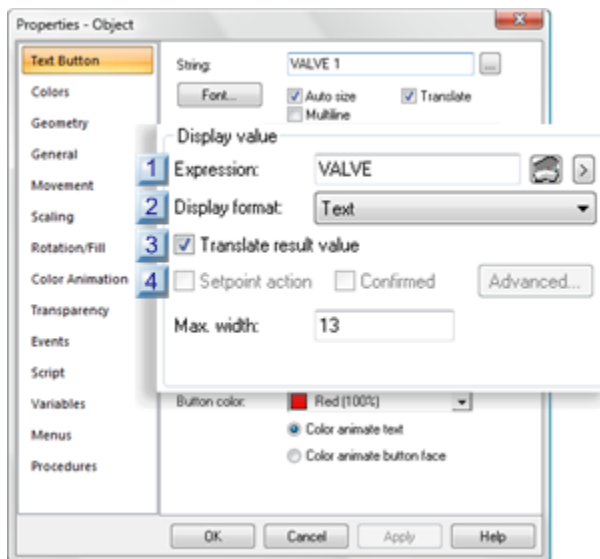 Properties - Object
Text Button
Colors
Geometry
General
Movement
Scaling
Rotation/Fill
Color Animation
Transparency
Events
Script
Variables
Menus
Procedures
String: VALVE 1 ...
Font... Auto size Translate
Multiline
Display value
1 Expression: VALVE >
2 Display format: Text
3 Translate result value
4 Setpoint action Confirmed Advanced...
Max. width: 13
Button color: Red (100%)
Color animate text
Color animate button face
OK Cancel Apply Help